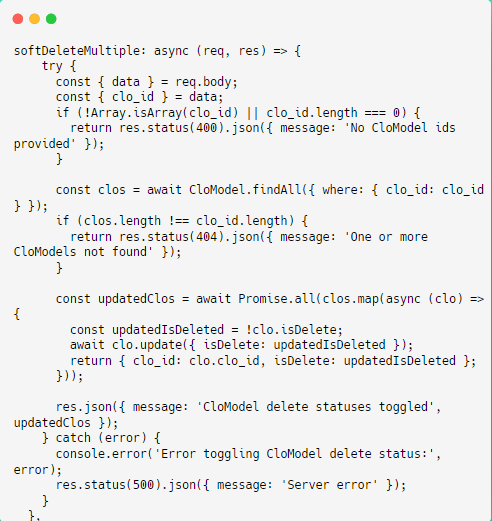 softDeleteMultiple: async (req, res) => {
    try {
      const { data } = req.body;
      const { clo_id } = data;
      if (!Array.isArray(clo_id) || clo_id.length === 0) {
        return res.status(400).json({ message: 'No CloModel ids
provided' });
      }

      const clos = await CloModel.findAll({ where: { clo_id: clo_id
} });
      if (clos.length !== clo_id.length) {
        return res.status(404).json({ message: 'One or more
CloModels not found' });
      }

      const updatedClos = await Promise.all(clos.map(async (clo) =>
{
        const updatedIsDeleted = !clo.isDelete;
        await clo.update({ isDelete: updatedIsDeleted });
        return { clo_id: clo.clo_id, isDelete: updatedIsDeleted };
      }));

      res.json({ message: 'CloModel delete statuses toggled',
updatedClos });
    } catch (error) {
      console.error('Error toggling CloModel delete status:',
error);
      res.status(500).json({ message: 'Server error' });
    }
  },